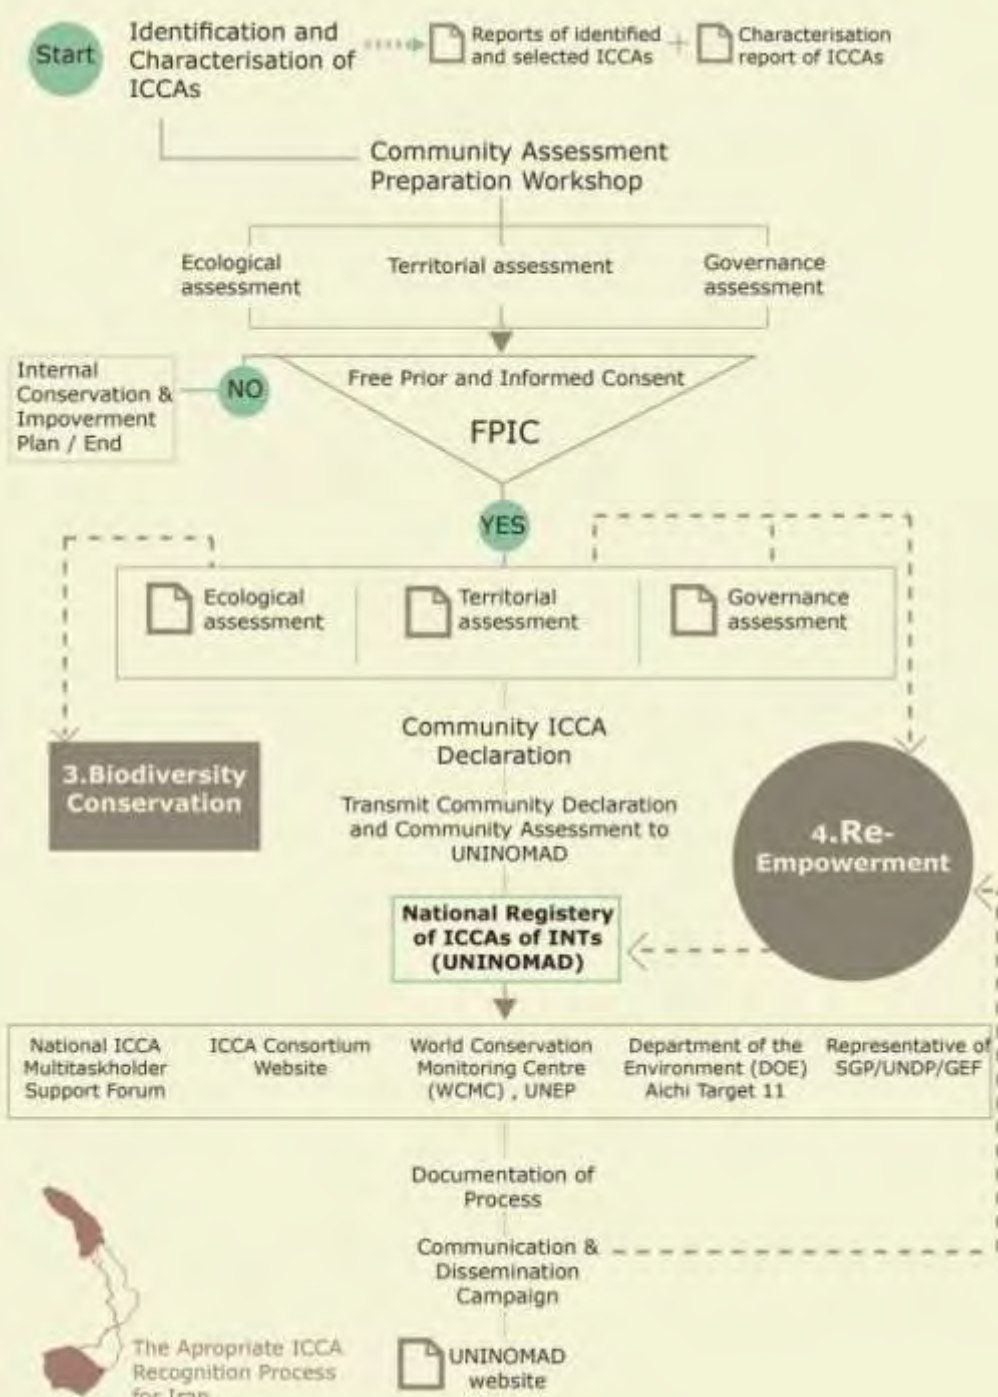 Start
Identification and
Characterisation of
ICCAs
Reports of identified
and selected ICCAs
+
Characterisation
report of ICCAs
Community Assessment
Preparation Workshop
Ecological
assessment
Territorial assessment
Governance
assessment
Internal
Conservation &
Impoverment
Plan / End
NO
Free Prior and Informed Consent
FPIC
YES
Ecological
assessment
Territorial
assessment
Governance
assessment
Community ICCA
Declaration
3.Biodiversity
Conservation
Transmit Community Declaration
and Community Assessment to
UNINOMAD
4.Re-
Empowerment
National Registery
of ICCAs of INTs
(UNINOMAD)
National ICCA
Multitaskholder
Support Forum
ICCA Consortium
Website
World Conservation
Monitoring Centre
(WCMC) , UNEP
Department of the
Environment (DOE)
Aichi Target 11
Representative of
SGP/UNDP/GEF
Documentation of
Process
Communication &
Dissemination
Campaign
The Apropriate ICCA
Recognition Process
for Iran
UNINOMAD
website